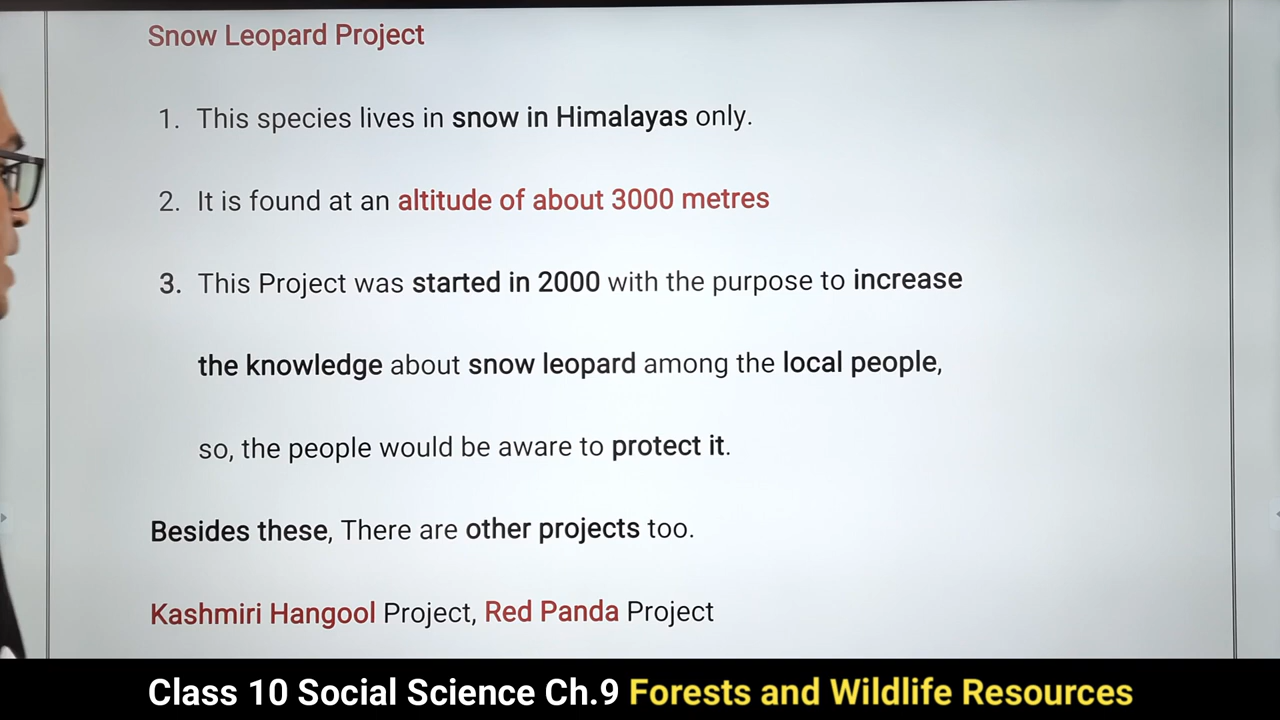 Snow Leopard Project
1. This species lives in snow in Himalayas only.
2. It is found at an altitude of about 3000 metres
3. This Project was started in 2000 with the purpose to increase
the knowledge about snow leopard among the local people,
so, the people would be aware to protect it.
Besides these, There are other projects too.
Kashmiri Hangool Project, Red Panda Project
Class 10 Social Science Ch.9 Forests and Wildlife Resources